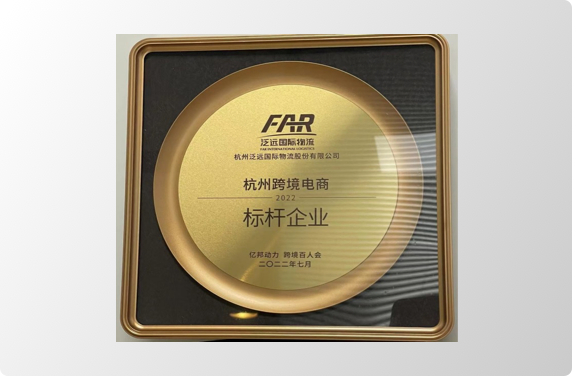 FAR
泛远国际物流
FAR INTERNATIONAL LOGISTICS
杭州泛远国际物流股份有限公司
杭州跨境电商
2022
标杆企业
亿邦动力 跨境百人会
二〇二二年七月